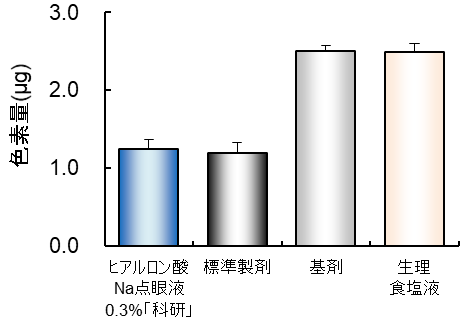 色素量(μg)
3.0
2.0
1.0
0.0
ヒアルロン酸
Na点眼液
0.3%「科研」
標準製剤
基剤
生理
食塩液